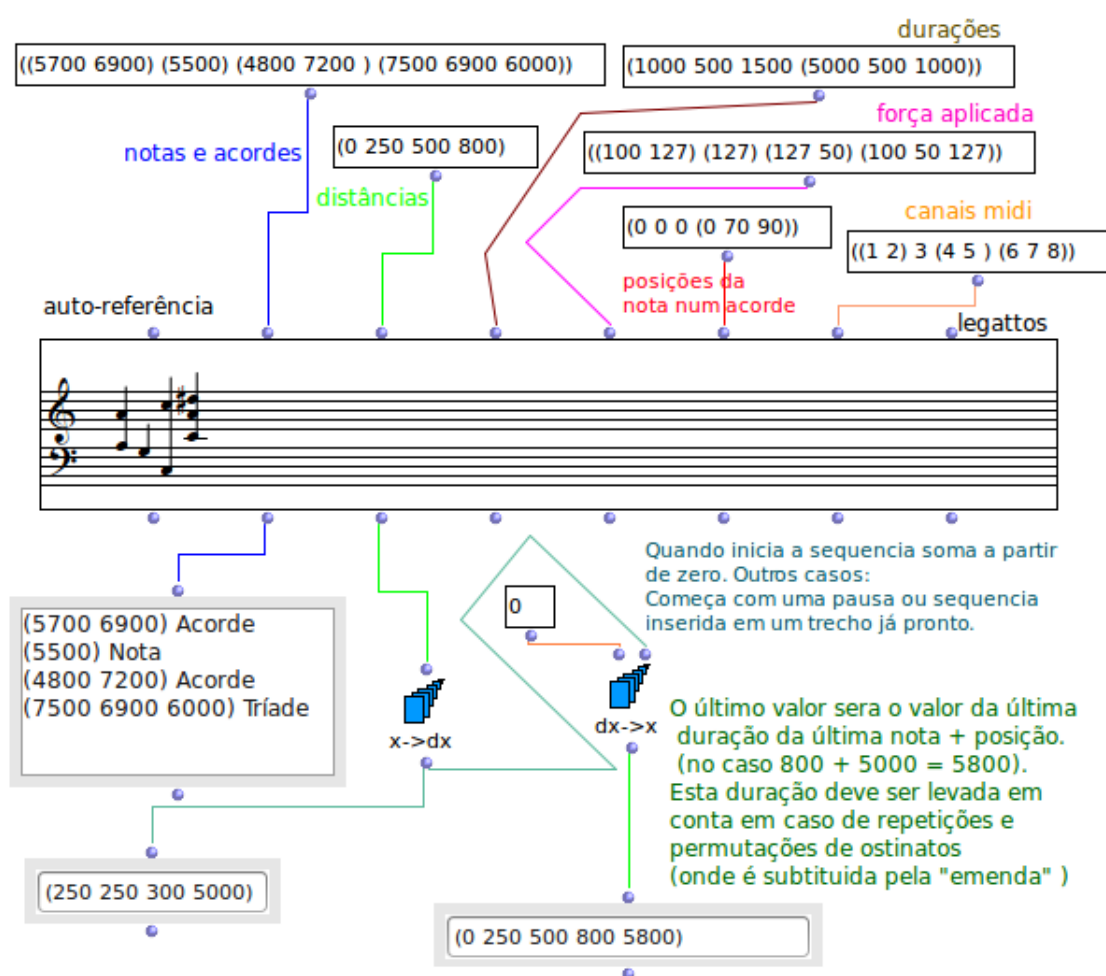 durações
((5700 6900) (5500) (4800 7200 ) (7500 6900 6000))
(1000 500 1500 (5000 500 1000))
força aplicada
notas e acordes
(0 250 500 800)
((100 127) (127) (127 50) (100 50 127))
distâncias
(0 0 0 (0 70 90))
canais midi
((1 2) 3 (4 5 ) (6 7 8))
posições da
nota num acorde
auto-referência
legattos
Quando inicia a sequencia soma a partir
de zero. Outros casos:
Começa com uma pausa ou sequencia
inserida em um trecho já pronto.
0
(5700 6900) Acorde
(5500) Nota
(4800 7200) Acorde
(7500 6900 6000) Tríade
x->dx
dx->x
O último valor sera o valor da última
duração da última nota + posição.
(no caso 800 + 5000 = 5800).
Esta duração deve ser levada em
conta em caso de repetições e
permutações de ostinatos
(onde é subtituida pela "emenda" )
(250 250 300 5000)
(0 250 500 800 5800)